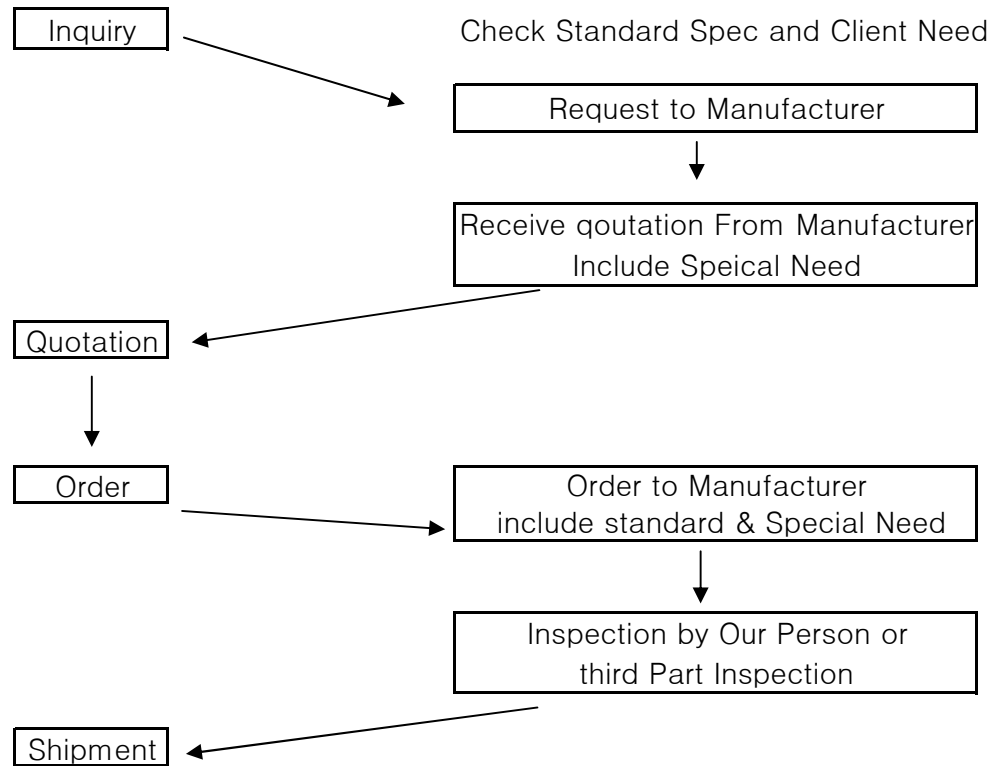 Inquiry
Check Standard Spec and Client Need
Request to Manufacturer
Receive qoutation From Manufacturer
Include Speical Need
Quotation
Order
Order to Manufacturer
include standard & Special Need
Inspection by Our Person or
third Part Inspection
Shipment